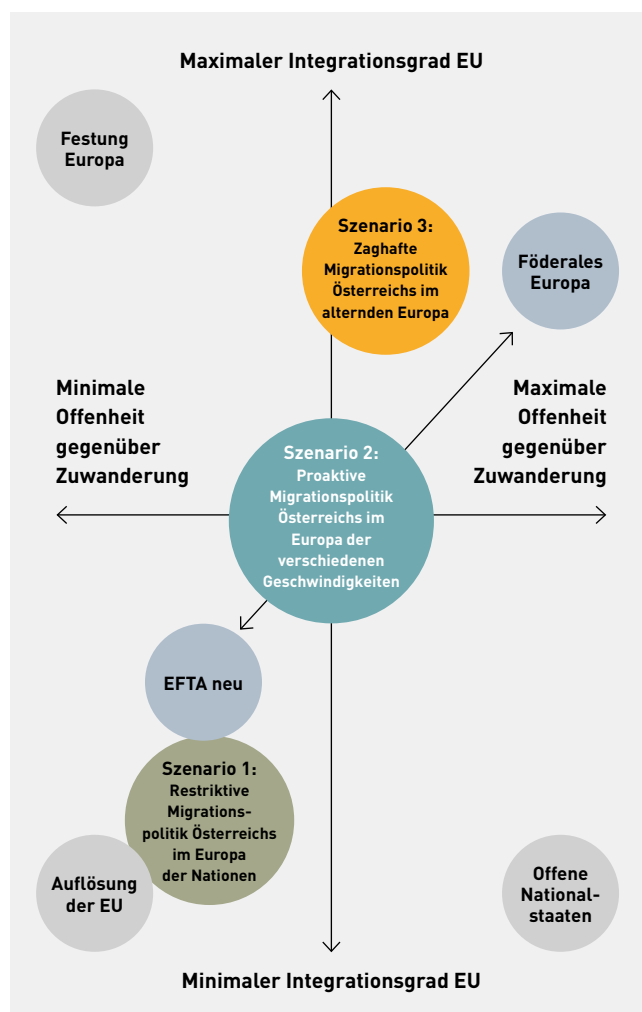 Maximaler Integrationsgrad EU
Festung
Europa
Szenario 3:
Zaghafte
Migrationspolitik
Österreichs im
alternden Europa
Föderales
Europa
Minimale
Offenheit
gegenüber
Zuwanderung
Maximale
Offenheit
gegenüber
Zuwanderung
Szenario 2:
Proaktive
Migrationspolitik
Österreichs im
Europa der
verschiedenen
Geschwindigkeiten
EFTA neu
Szenario 1:
Restriktive
Migrations-
politik Österreichs
im Europa
der Nationen
Auflösung
der EU
Offene
National-
staaten
Minimaler Integrationsgrad EU